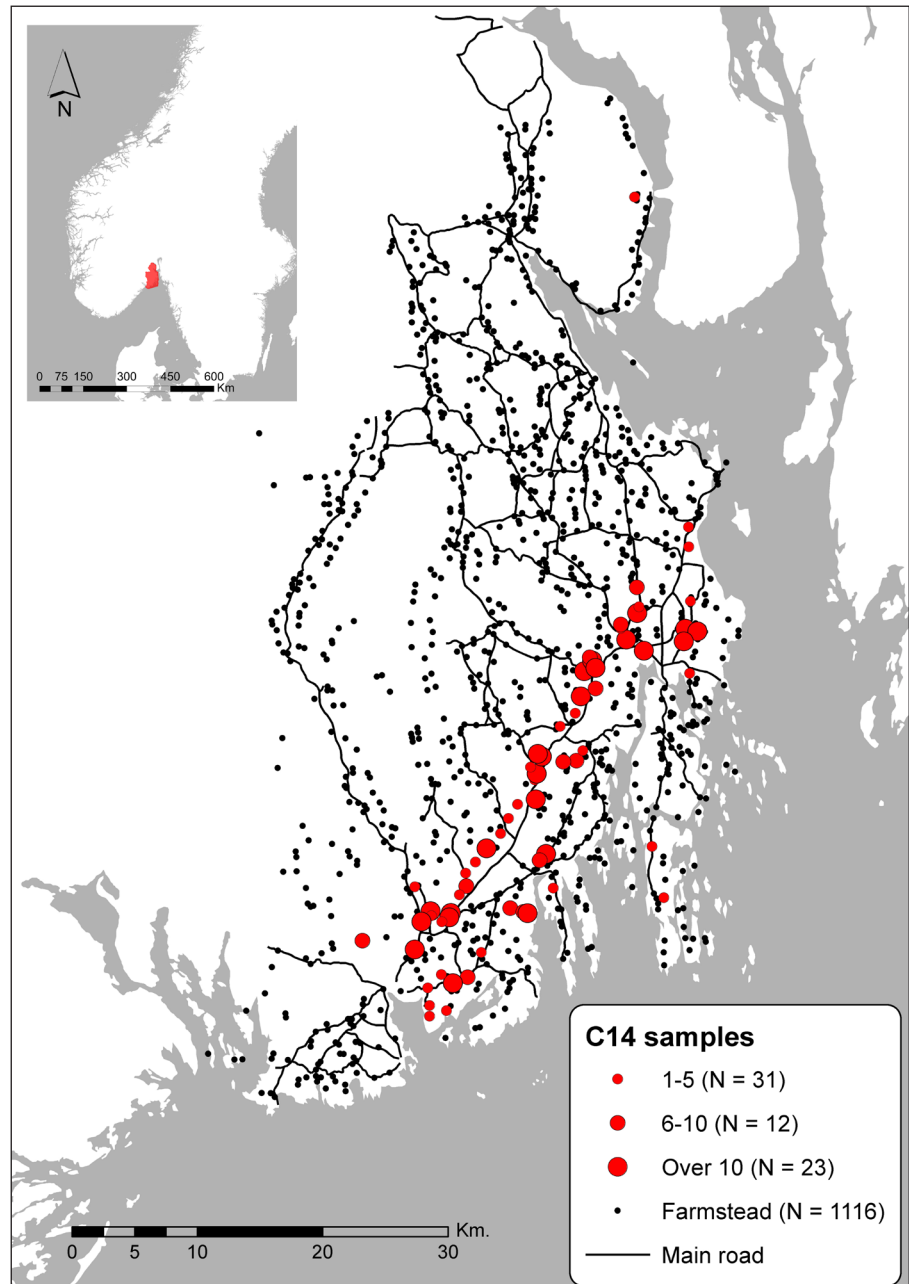 N
0 75 150 300 450 600
Km
C14 samples
1-5 (N = 31)
6-10 (N = 12)
Over 10 (N = 23)
Farmstead (N = 1116)
Main road
Km.
0 5 10 20 30